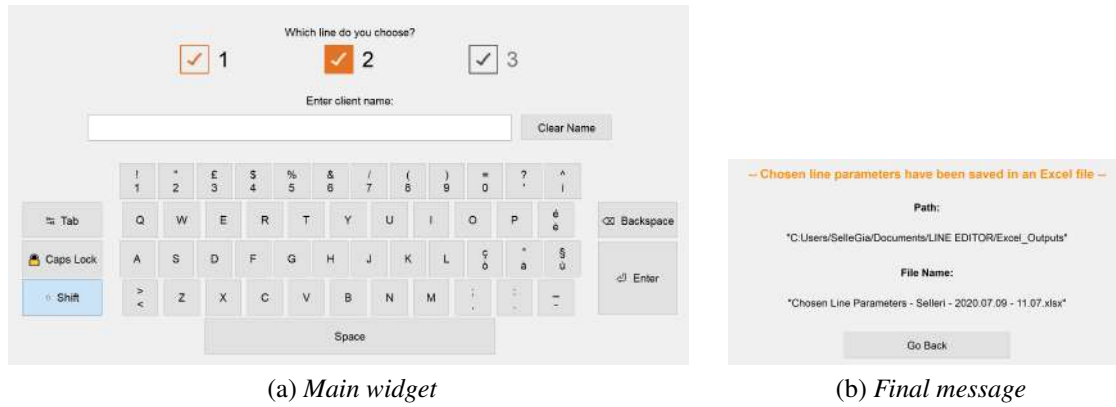 Which line do you choose?
1 2 3
Enter client name:
Clear Name
! " £ $ % & / ( ) = ? ^
1 2 3 4 5 6 7 8 9 0 ' ì
Tab Q W E R T Y U I O P é è Backspace
Caps Lock A S D F G H J K L ç ò ° à § ù
Enter
Shift > < Z X C V B N M ; , : . _ -
Space
(a) Main widget
-- Chosen line parameters have been saved in an Excel file --
Path:
"C:Users/SelleGia/Documents/LINE EDITOR/Excel_Outputs"
File Name:
"Chosen Line Parameters - Selleri - 2020.07.09 - 11.07.xlsx"
Go Back
(b) Final message